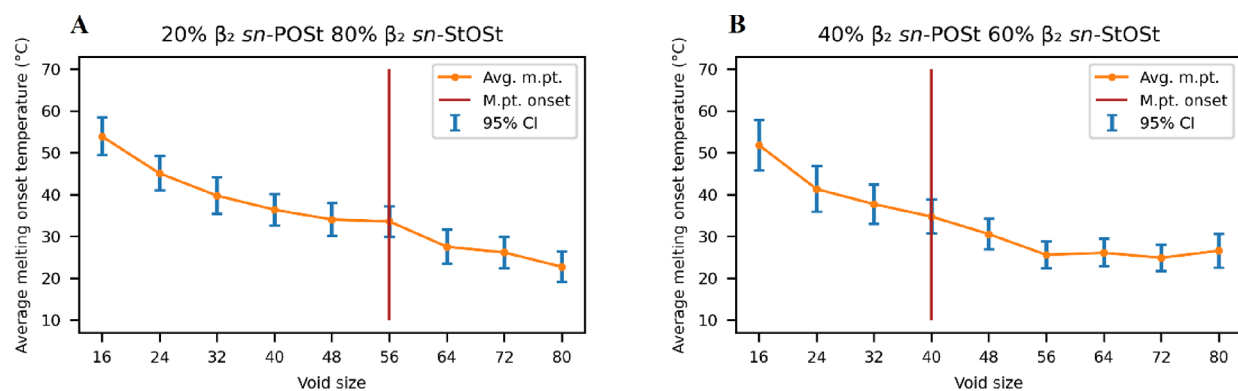 A
20% β₂ sn-POSt 80% β₂ sn-StOSt
Average melting onset temperature (°C)
70
60
50
40
30
20
10
Avg. m.pt.
M.pt. onset
95% CI
16 24 32 40 48 56 64 72 80
Void size
B
40% β₂ sn-POSt 60% β₂ sn-StOSt
Average melting onset temperature (°C)
70
60
50
40
30
20
10
Avg. m.pt.
M.pt. onset
95% CI
16 24 32 40 48 56 64 72 80
Void size